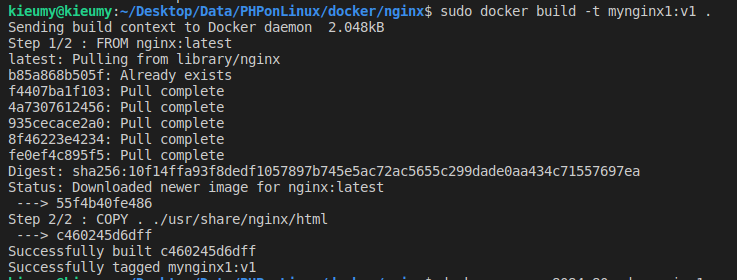 kieumy@kieumy:~/Desktop/Data/PHPonLinux/docker/nginx$ sudo docker build -t mynginx1:v1 .
Sending build context to Docker daemon  2.048kB
Step 1/2 : FROM nginx:latest
latest: Pulling from library/nginx
b85a868b505f: Already exists
f4407ba1f103: Pull complete
4a7307612456: Pull complete
935cecace2a0: Pull complete
8f46223e4234: Pull complete
fe0ef4c895f5: Pull complete
Digest: sha256:10f14ffa93f8dedf1057897b745e5ac72ac5655c299dade0aa434c71557697ea
Status: Downloaded newer image for nginx:latest
 ---> 55f4b40fe486
Step 2/2 : COPY . ./usr/share/nginx/html
 ---> c460245d6dff
Successfully built c460245d6dff
Successfully tagged mynginx1:v1